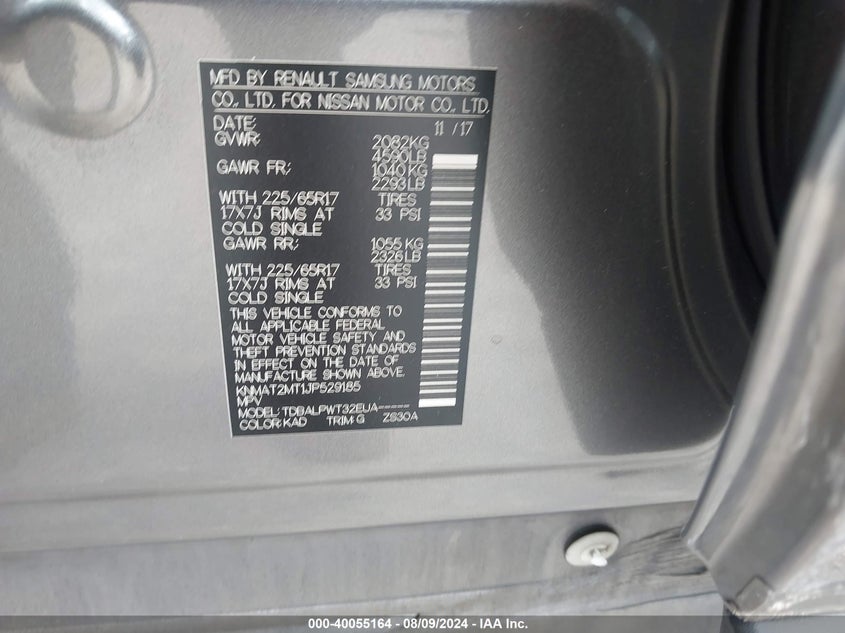 MFD BY RENAULT SAMSUNG MOTORS
CO., LTD. FOR NISSAN MOTOR CO., LTD.
DATE: 11 / 17
GVWR: 2082KG
4590LB
GAWR FR: 1040 KG
2293LB
WITH 225/65R17 TIRES
17X7J RIMS AT 33 PSI
COLD SINGLE
GAWR RR: 1055 KG
2326LB
WITH 225/65R17 TIRES
17X7J RIMS AT 33 PSI
COLD SINGLE
THIS VEHICLE CONFORMS TO
ALL APPLICABLE FEDERAL
MOTOR VEHICLE SAFETY AND
THEFT PREVENTION STANDARDS
IN EFFECT ON THE DATE OF
MANUFACTURE SHOWN ABOVE.
KNMAT2MT1JP529185
MPV
MODEL: TDBALPWT32EUA-----
COLOR:KAD TRIM:G ZS30A
000-40055164 - 08/09/2024 - IAA Inc.